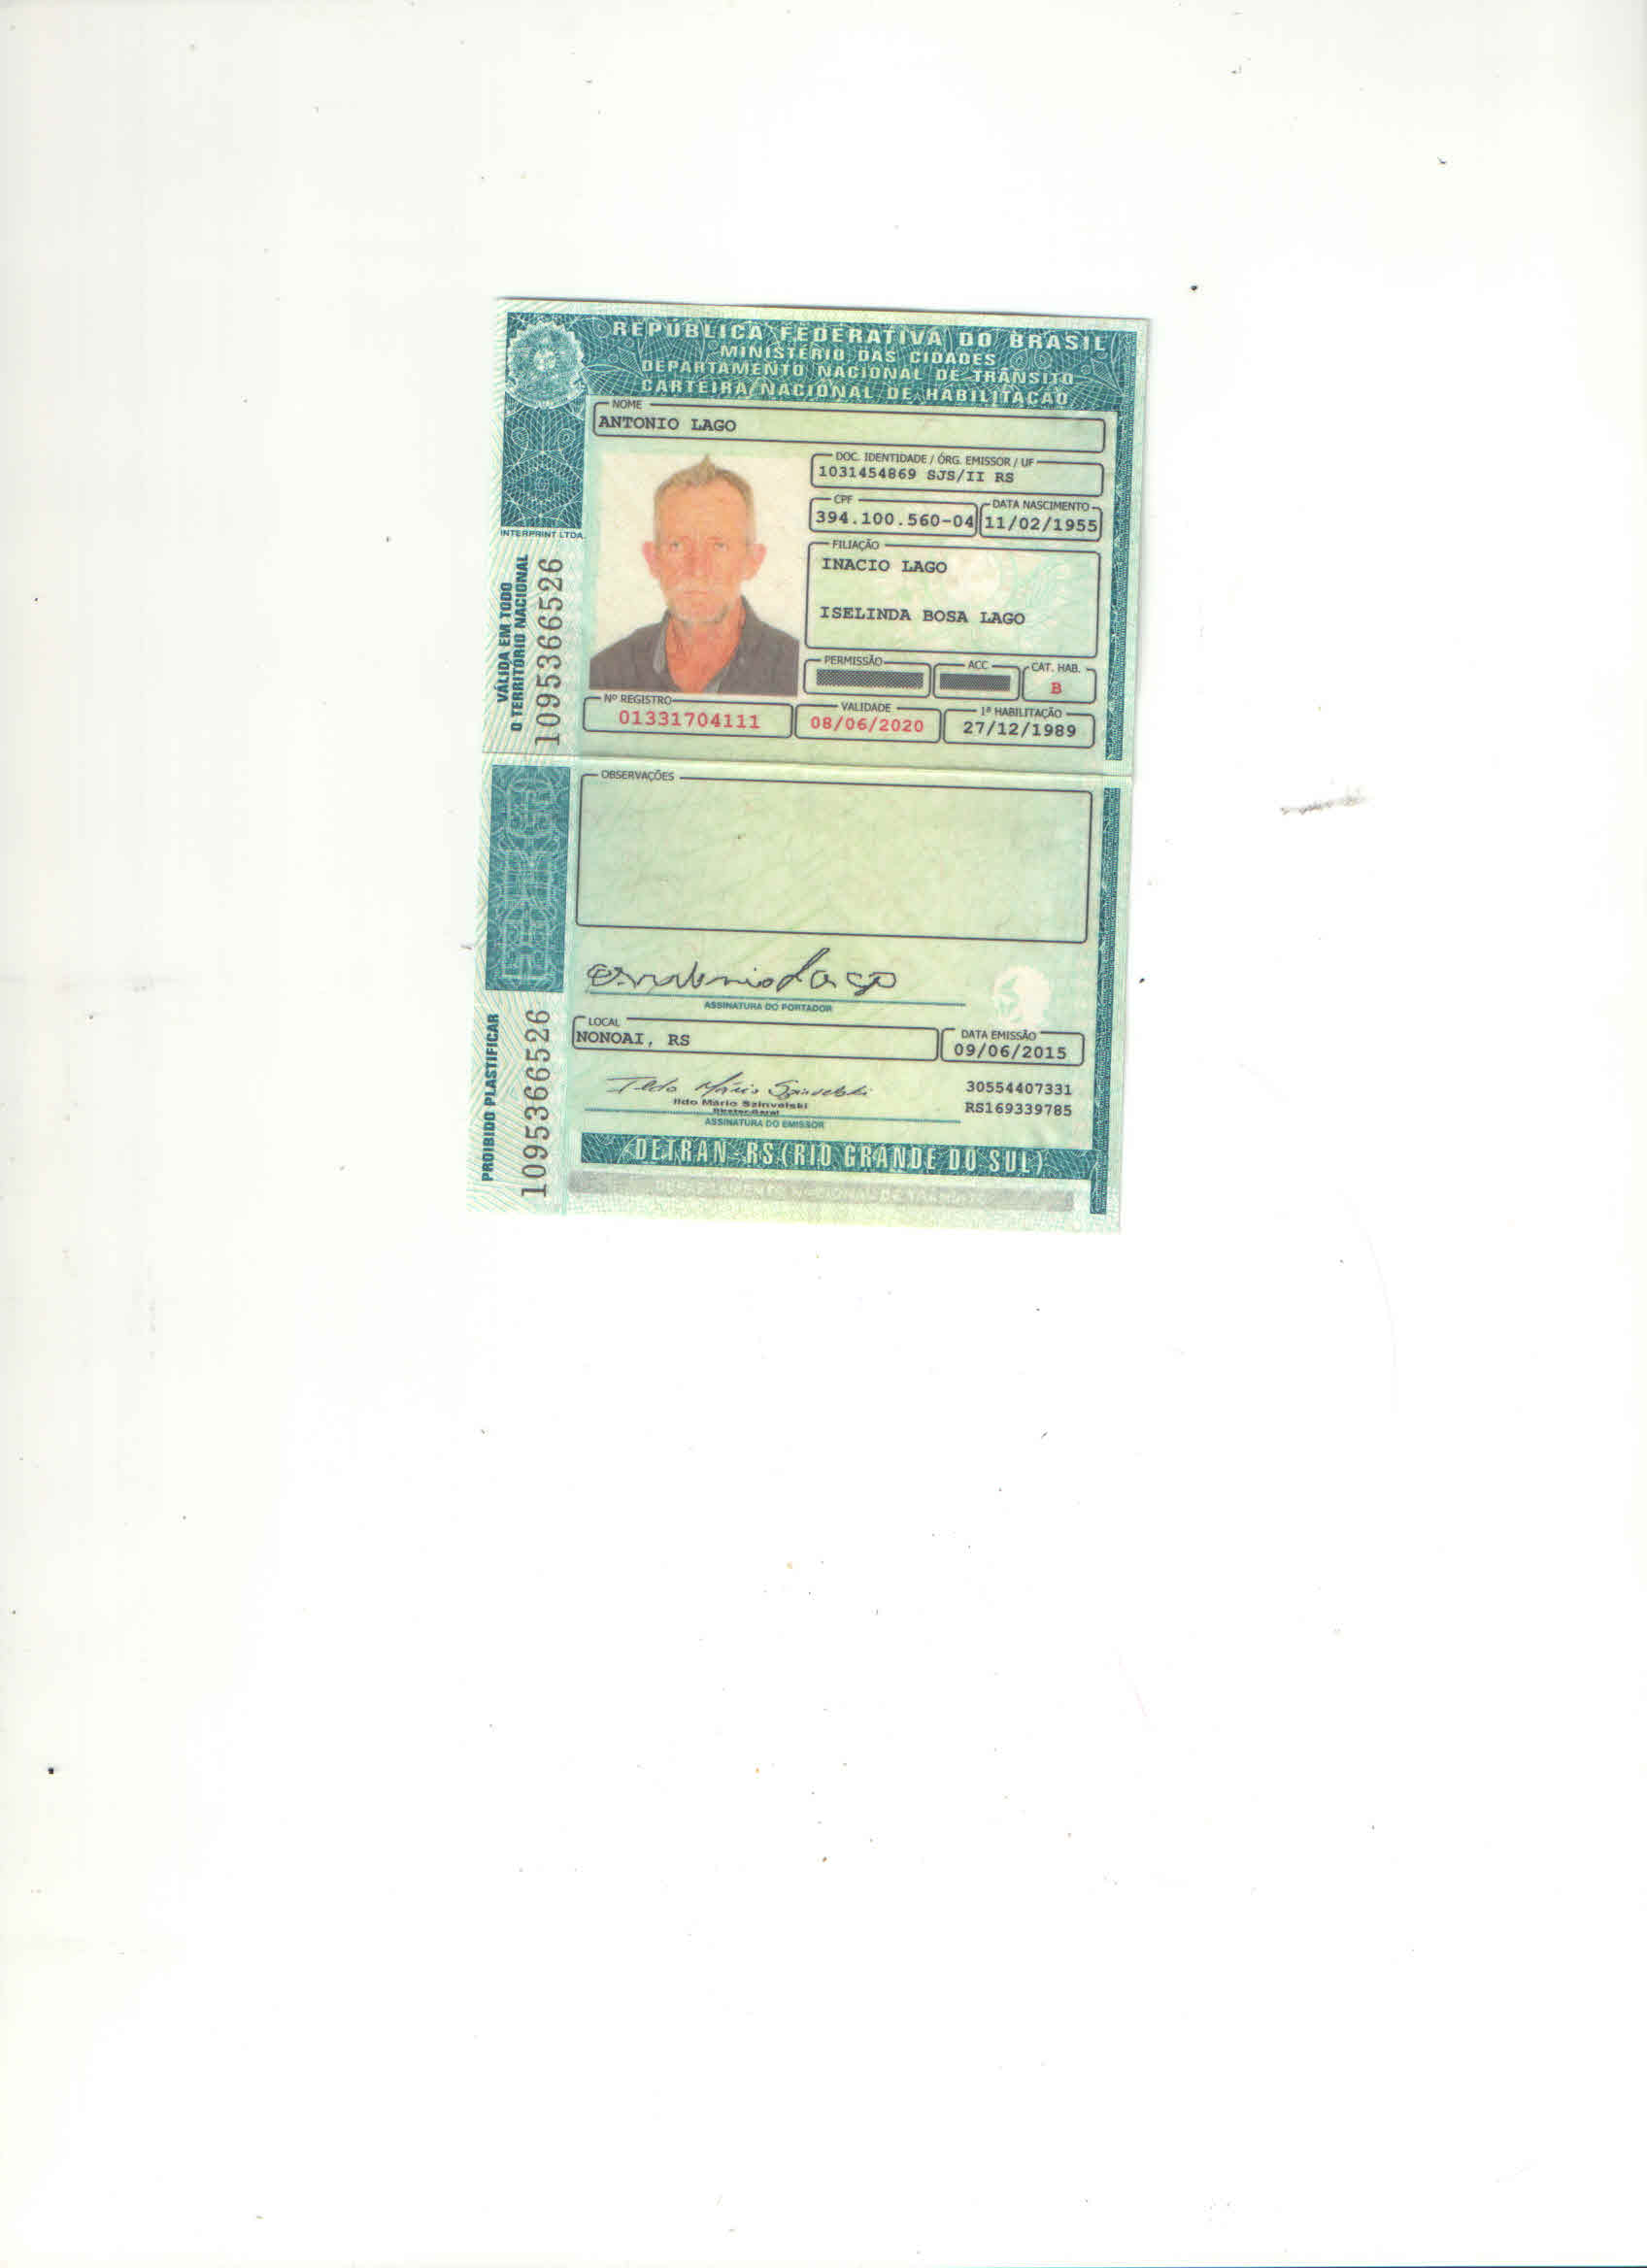 REPÚBLICA FEDERATIVA DO BRASIL
MINISTÉRIO DAS CIDADES
DEPARTAMENTO NACIONAL DE TRÂNSITO
CARTEIRA NACIONAL DE HABILITAÇÃO
NOME
ANTONIO LAGO
DOC. IDENTIDADE / ÓRG. EMISSOR / UF
1031454869 SJS/II RS
CPF
394.100.560-04
DATA NASCIMENTO
11/02/1955
FILIAÇÃO
INACIO LAGO
ISELINDA BOSA LAGO
PERMISSÃO
ACC
CAT. HAB.
B
Nº REGISTRO
01331704111
VALIDADE
08/06/2020
1ª HABILITAÇÃO
27/12/1989
INTERPRINT LTDA.
VÁLIDA EM TODO
O TERRITÓRIO NACIONAL
1095366526
OBSERVAÇÕES
Antonio Lago
ASSINATURA DO PORTADOR
LOCAL
NONOAI, RS
DATA EMISSÃO
09/06/2015
Ildo Mário Szinvelski
30554407331
Ildo Mário Szinvelski
RS169339785
Diretor-Geral
ASSINATURA DO EMISSOR
PROIBIDO PLASTIFICAR
1095366526
DETRAN-RS (RIO GRANDE DO SUL)
DEPARTAMENTO NACIONAL DE TRÂNSITO